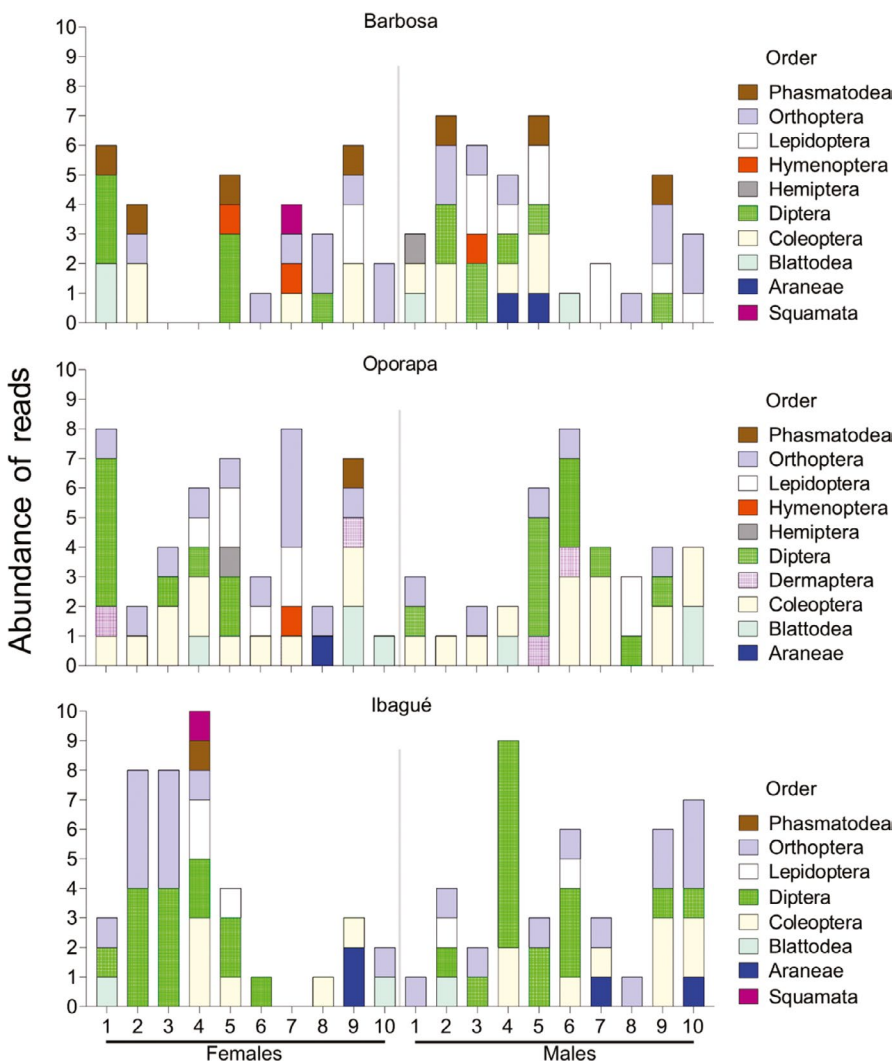 Barbosa
10
9
8
7
6
5
4
3
2
1
0
Order
Phasmatodea
Orthoptera
Lepidoptera
Hymenoptera
Hemiptera
Diptera
Coleoptera
Blattodea
Araneae
Squamata
Abundance of reads
Oporapa
10
9
8
7
6
5
4
3
2
1
0
Order
Phasmatodea
Orthoptera
Lepidoptera
Hymenoptera
Hemiptera
Diptera
Dermaptera
Coleoptera
Blattodea
Araneae
Ibagué
10
9
8
7
6
5
4
3
2
1
0
Order
Phasmatodea
Orthoptera
Lepidoptera
Diptera
Coleoptera
Blattodea
Araneae
Squamata
1 2 3 4 5 6 7 8 9 10 1 2 3 4 5 6 7 8 9 10
Females Males